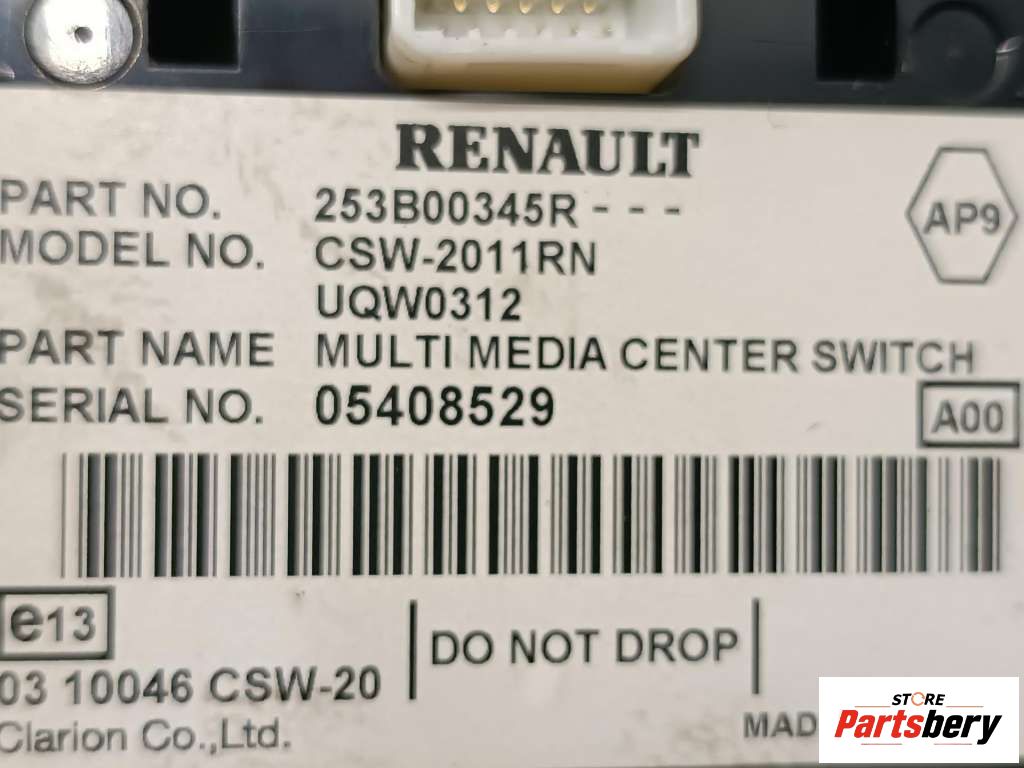 RENAULT
PART NO. 253B00345R - - -
AP9
MODEL NO. CSW-2011RN
UQW0312
PART NAME MULTI MEDIA CENTER SWITCH
SERIAL NO. 05408529
A00
e13
DO NOT DROP
03 10046 CSW-20
Clarion Co.,Ltd.
MAD
STORE
Partsbery